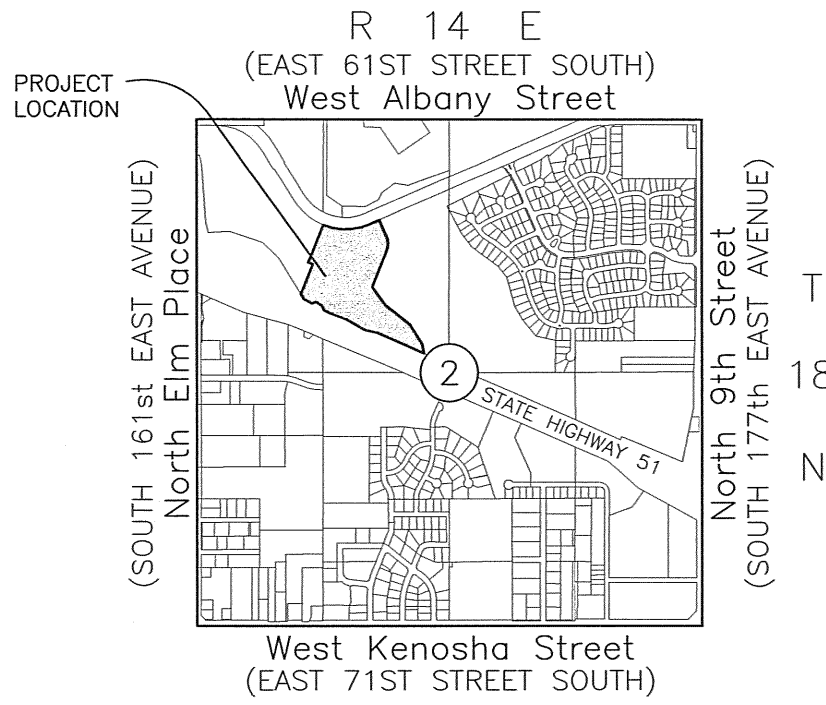 R 14 E
(EAST 61ST STREET SOUTH)
West Albany Street
PROJECT
LOCATION
(SOUTH 161st EAST AVENUE)
North Elm Place
2
STATE HIGHWAY 51
North 9th Street
(SOUTH 177th EAST AVENUE)
T
18
N
West Kenosha Street
(EAST 71ST STREET SOUTH)